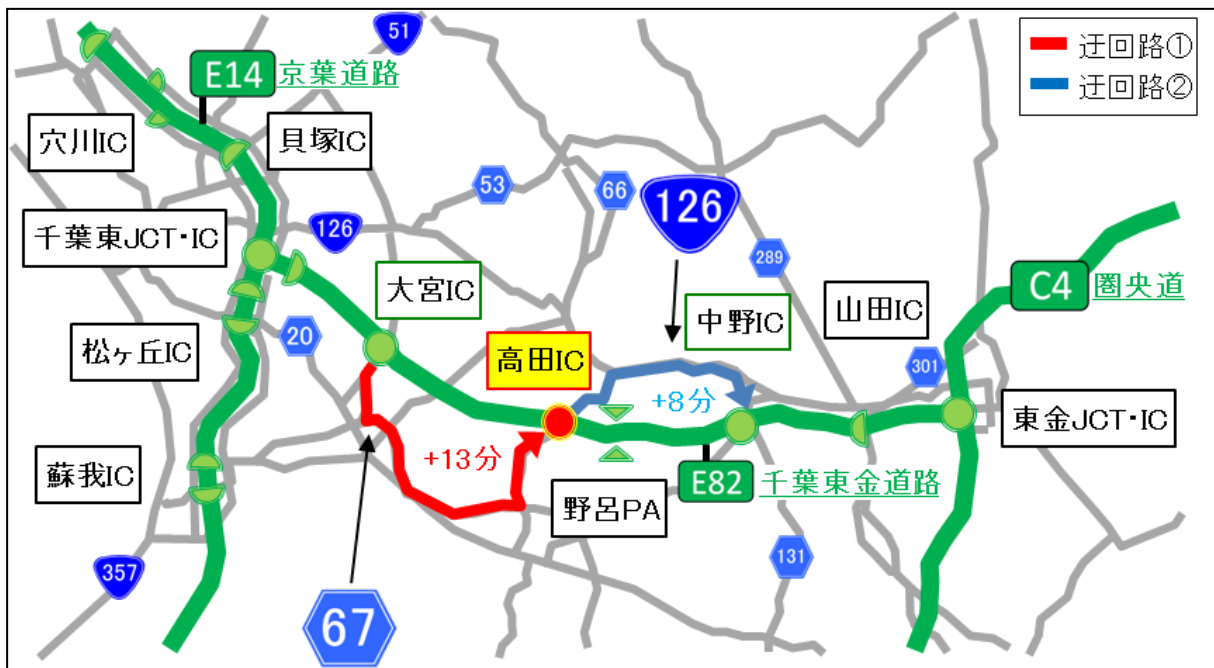 51
迂回路①
迂回路②
E14
京葉道路
穴川IC
貝塚IC
53
66
126
126
千葉東JCT・IC
289
大宮IC
中野IC
山田IC
C4
圏央道
松ヶ丘IC
20
高田IC
301
+8分
東金JCT・IC
蘇我IC
+13分
野呂PA
E82
千葉東金道路
357
131
67